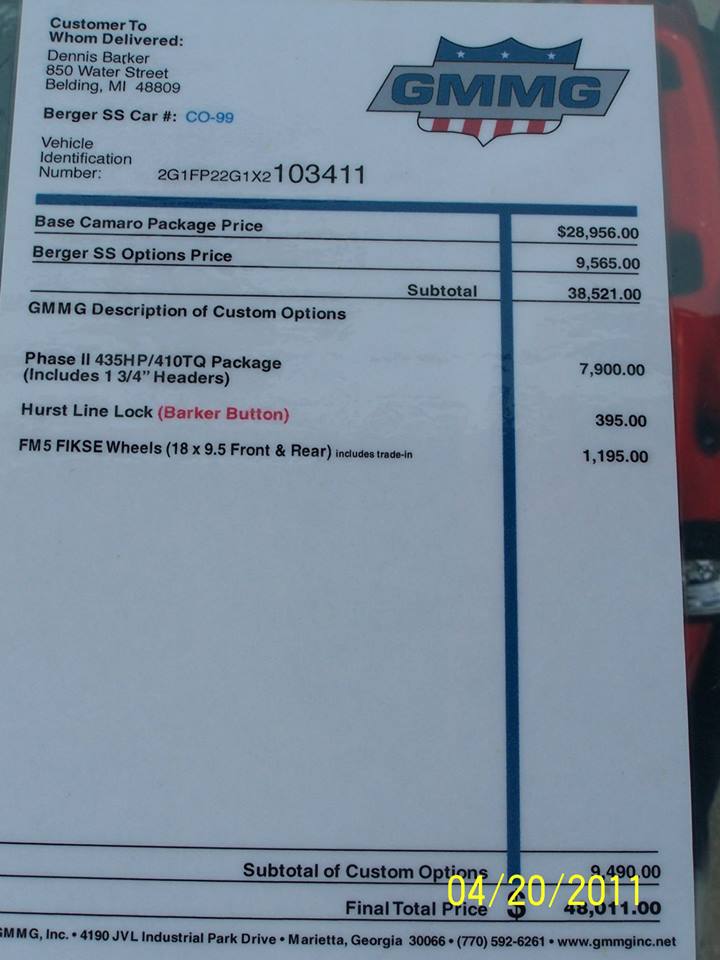 Customer To
Whom Delivered:
Dennis Barker
850 Water Street
Belding, MI 48809
GMMG
Berger SS Car #: CO-99
Vehicle
Identification
Number: 2G1FP22G1X2103411
Base Camaro Package Price $28,956.00
Berger SS Options Price 9,565.00
Subtotal 38,521.00
GMMG Description of Custom Options
Phase II 435HP/410TQ Package 7,900.00
(Includes 1 3/4” Headers)
Hurst Line Lock (Barker Button) 395.00
FM5 FIKSE Wheels (18 x 9.5 Front & Rear) includes trade-in 1,195.00
Subtotal of Custom Options 9,490.00
04/20/2011
Final Total Price $ 48,011.00
GMMG, Inc. • 4190 JVL Industrial Park Drive • Marietta, Georgia 30066 • (770) 592-6261 • www.gmmginc.net